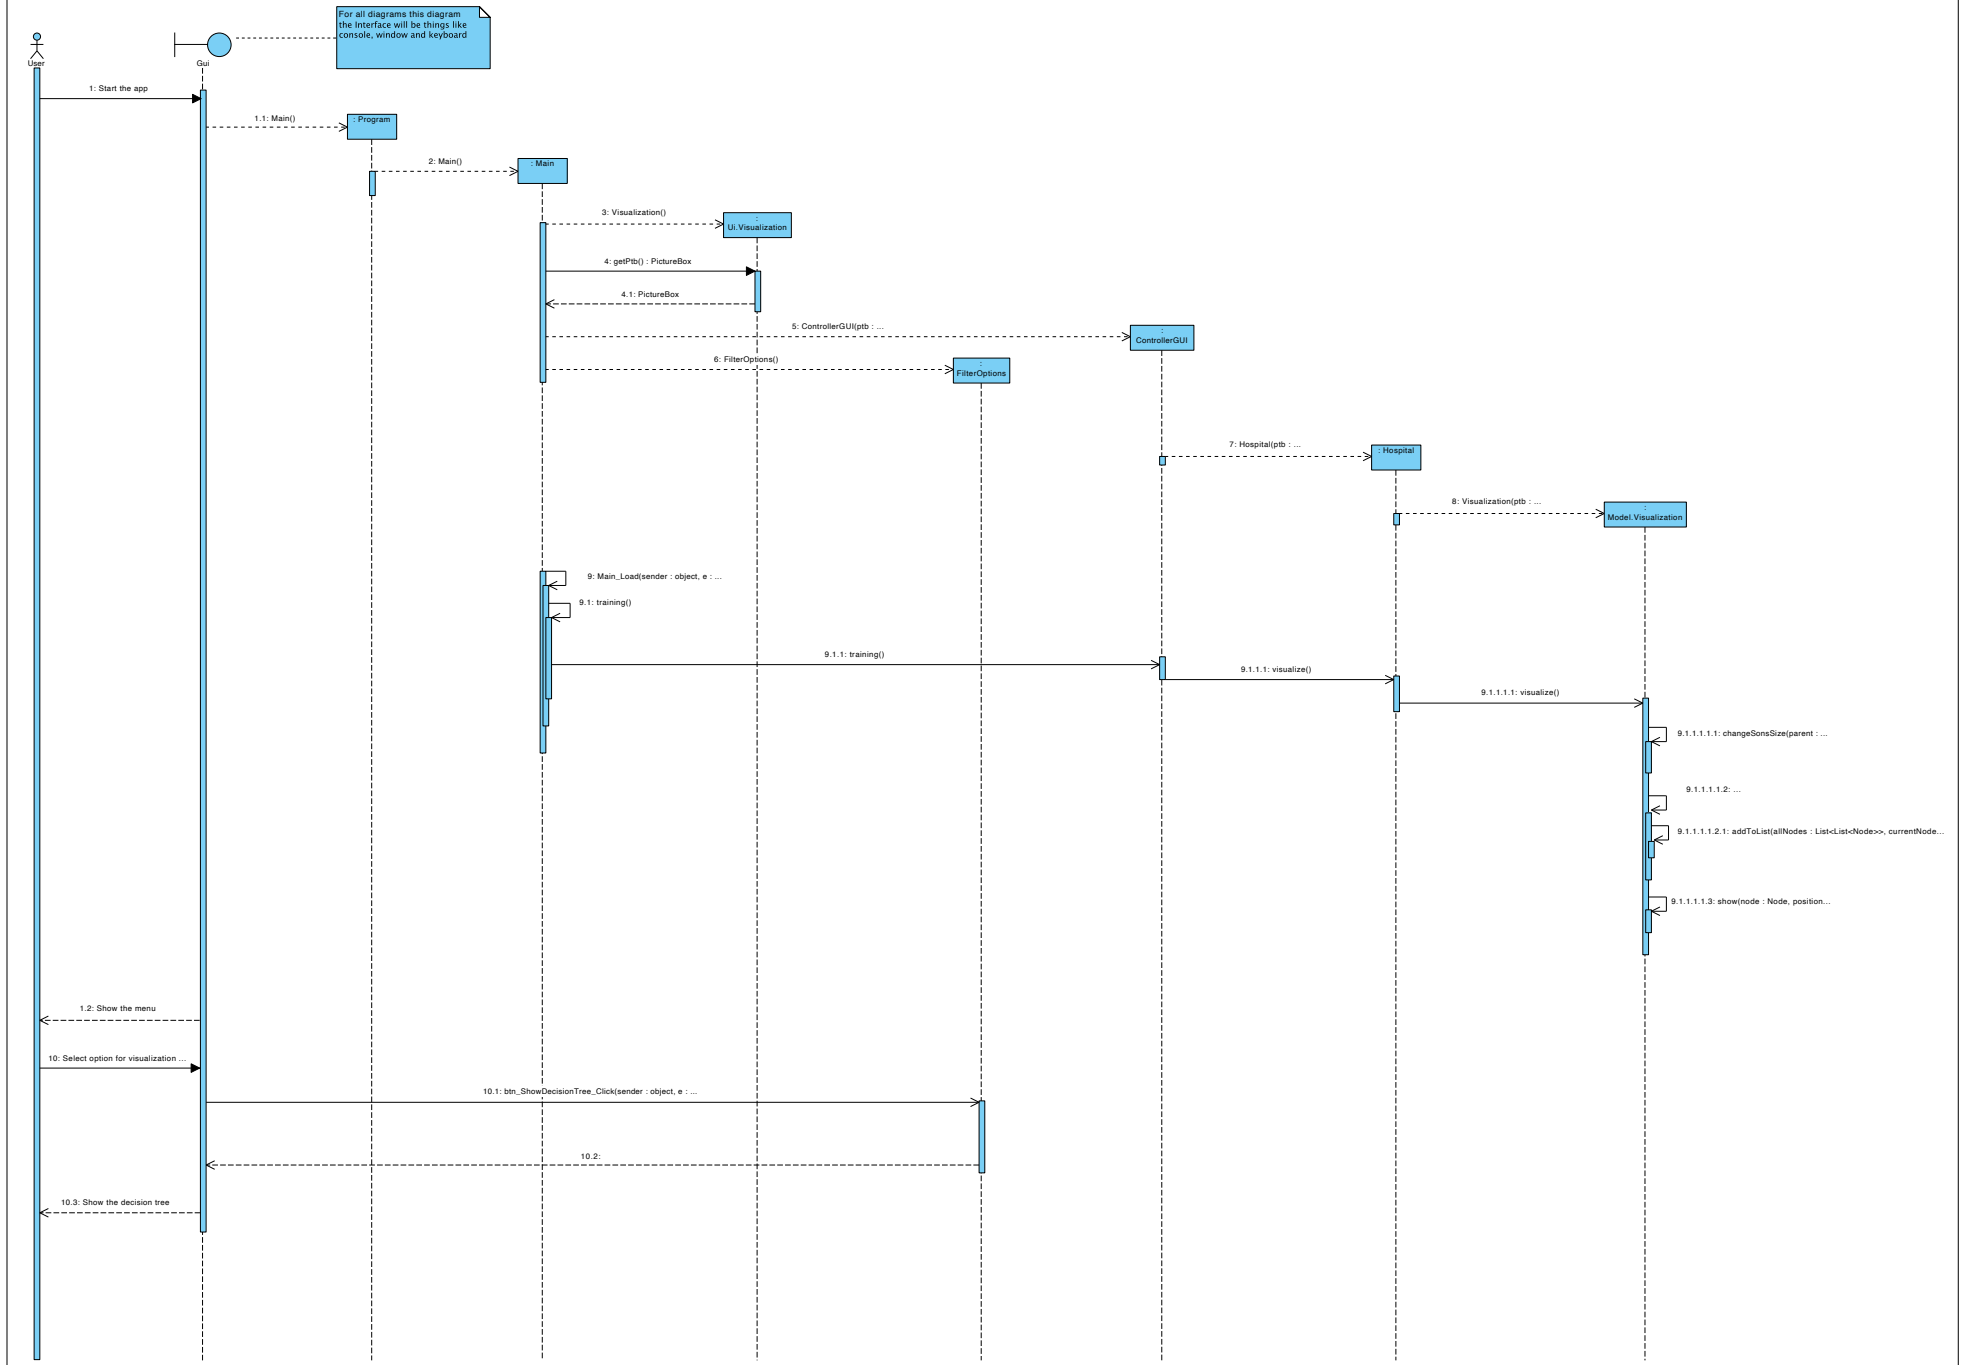 For all diagrams this diagram
the Interface will be things like
console, window and keyboard
User
Gui
1: Start the app
1.1: Main()
: Program
2: Main()
: Main
3: Visualization()
:
Ui.Visualization
4: getPtb() : PictureBox
4.1: PictureBox
5: ControllerGUI(ptb : ...
:
ControllerGUI
6: FilterOptions()
:
FilterOptions
7: Hospital(ptb : ...
: Hospital
8: Visualization(ptb : ...
:
Model.Visualization
9: Main_Load(sender : object, e : ...
9.1: training()
9.1.1: training()
9.1.1.1: visualize()
9.1.1.1.1: visualize()
9.1.1.1.1.1: changeSonsSize(parent : ...
9.1.1.1.1.2: ...
9.1.1.1.1.2.1: addToList(allNodes : List<List<Node>>, currentNode...
9.1.1.1.1.3: show(node : Node, position...
1.2: Show the menu
10: Select option for visualization ...
10.1: btn_ShowDecisionTree_Click(sender : object, e : ...
10.2:
10.3: Show the decision tree